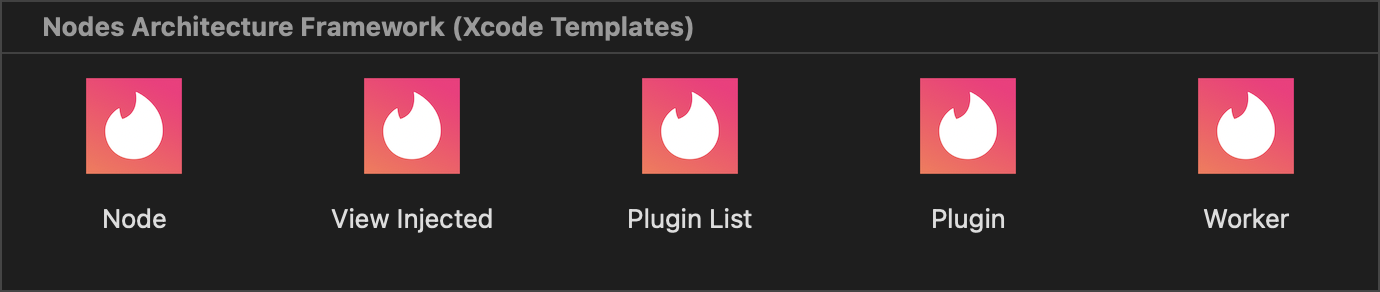 Nodes Architecture Framework (Xcode Templates)
Node
View Injected
Plugin List
Plugin
Worker